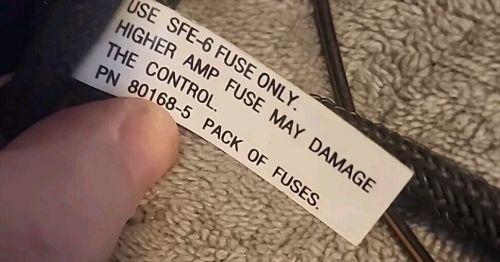 USE SFE-6 FUSE ONLY.
HIGHER AMP FUSE MAY DAMAGE
THE CONTROL.
PN 80168-5 PACK OF FUSES.